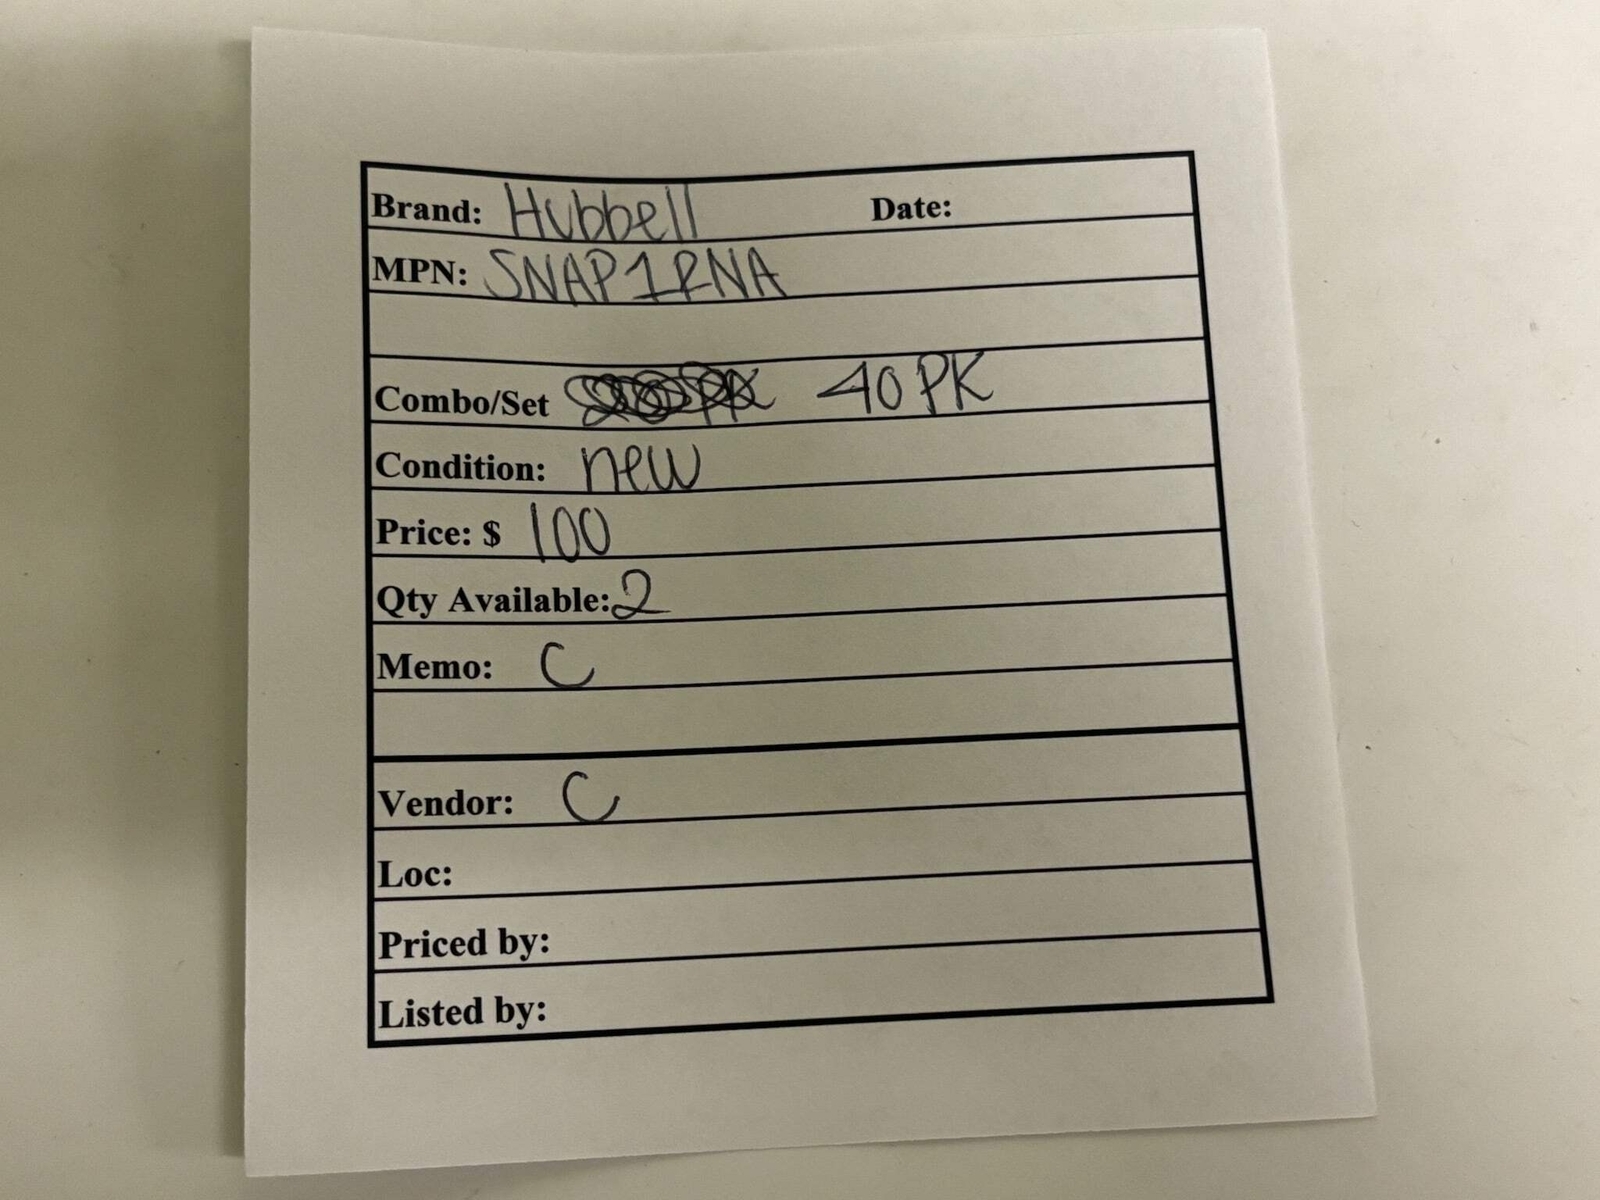 Brand: Hubbell Date:
MPN: SNAP1RNA
Combo/Set 40 PK
Condition: new
Price: $ 100
Qty Available: 2
Memo: C
Vendor: C
Loc:
Priced by:
Listed by: